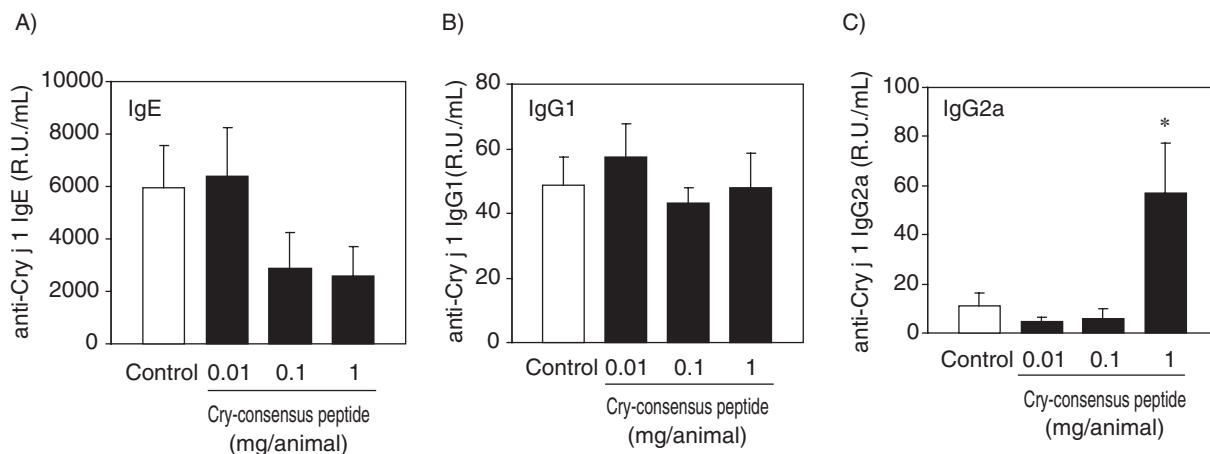 A)
anti-Cry j 1 IgE (R.U./mL)
10000
8000
6000
4000
2000
0
IgE
Control 0.01 0.1 1
Cry-consensus peptide
(mg/animal)
B)
anti-Cry j 1 IgG1(R.U./mL)
80
60
40
20
0
IgG1
Control 0.01 0.1 1
Cry-consensus peptide
(mg/animal)
C)
anti-Cry j 1 IgG2a (R.U./mL)
100
80
60
40
20
0
IgG2a
*
Control 0.01 0.1 1
Cry-consensus peptide
(mg/animal)